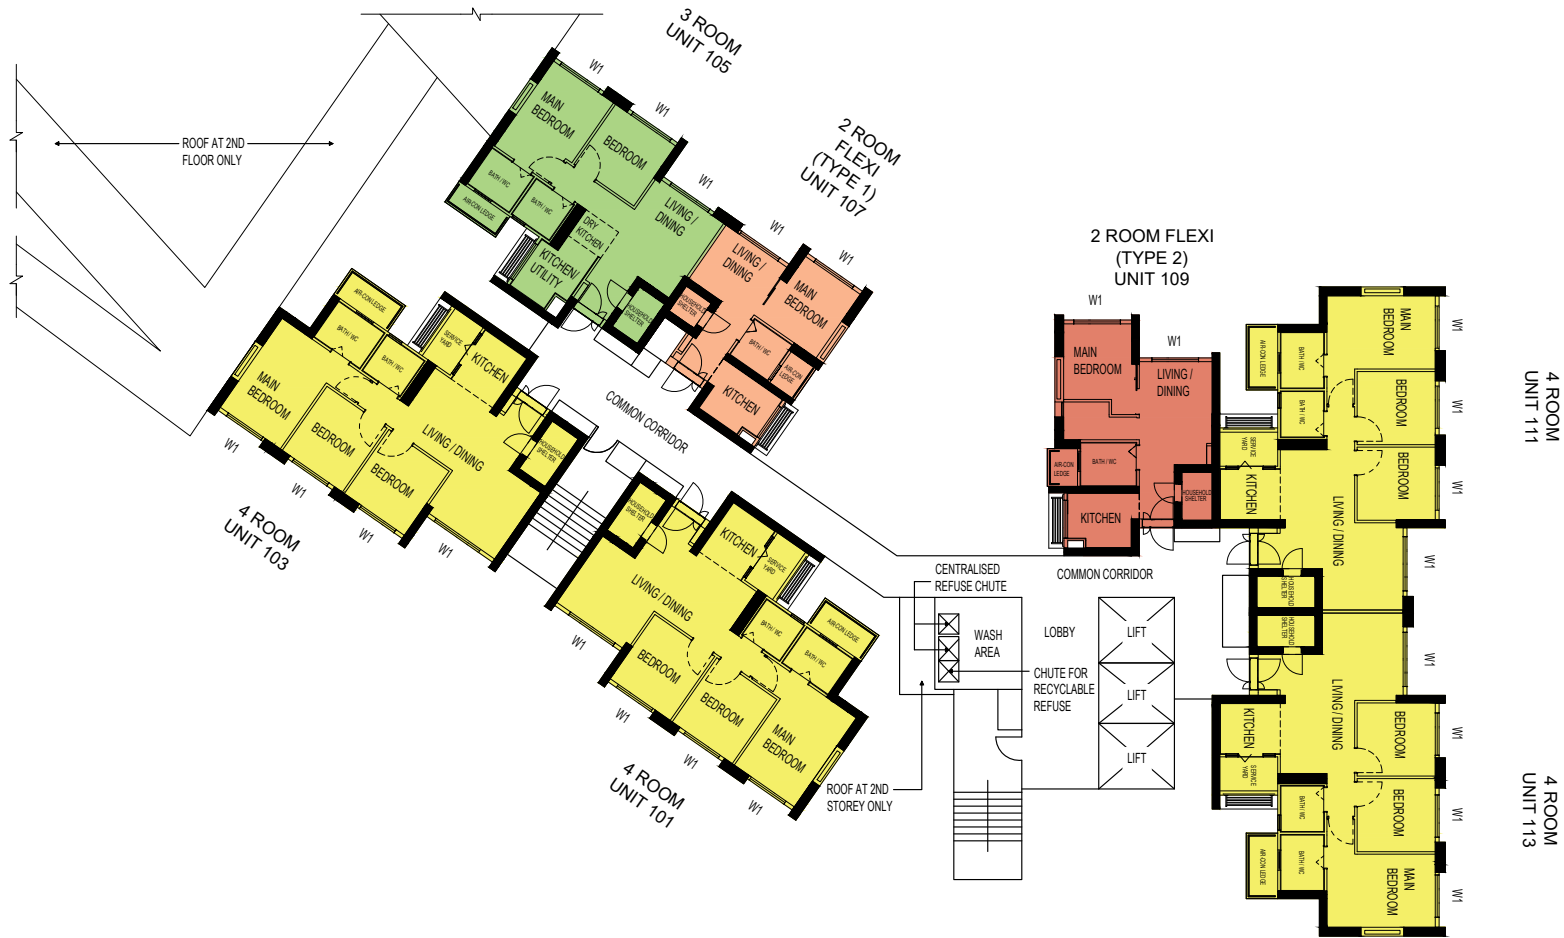 3 ROOM
UNIT 105
W1
W1
W1
W1
W1
MAIN
BEDROOM
BEDROOM
BATH / WC
BATH / WC
AIR-CON LEDGE
LIVING /
DINING
DRY
KITCHEN
KITCHEN/
UTILITY
HOUSEHOLD
SHELTER
ROOF AT 2ND
FLOOR ONLY
2 ROOM
FLEXI
(TYPE 1)
UNIT 107
LIVING /
DINING
MAIN
BEDROOM
HOUSEHOLD
SHELTER
BATH / WC
AIR-CON
LEDGE
KITCHEN
AIR-CON LEDGE
BATH / WC
BATH / WC
SERVICE
YARD
KITCHEN
MAIN
BEDROOM
BEDROOM
BEDROOM
LIVING / DINING
HOUSEHOLD
SHELTER
W1
W1
W1
W1
4 ROOM
UNIT 103
COMMON CORRIDOR
HOUSEHOLD
SHELTER
KITCHEN
SERVICE
YARD
LIVING / DINING
BATH / WC
BATH / WC
AIR-CON LEDGE
BEDROOM
BEDROOM
MAIN
BEDROOM
W1
W1
W1
W1
4 ROOM
UNIT 101
2 ROOM FLEXI
(TYPE 2)
UNIT 109
W1
W1
MAIN
BEDROOM
LIVING /
DINING
AIR-CON
LEDGE
BATH / WC
KITCHEN
HOUSEHOLD
SHELTER
COMMON CORRIDOR
CENTRALISED
REFUSE CHUTE
WASH
AREA
LOBBY
CHUTE FOR
RECYCLABLE
REFUSE
LIFT
LIFT
LIFT
ROOF AT 2ND
STOREY ONLY
4 ROOM
UNIT 111
MAIN
BEDROOM
BEDROOM
BEDROOM
AIR-CON LEDGE
BATH / WC
BATH / WC
SERVICE
YARD
KITCHEN
LIVING / DINING
HOUSEHOLD
SHELTER
W1
W1
W1
W1
4 ROOM
UNIT 113
HOUSEHOLD
SHELTER
LIVING / DINING
KITCHEN
SERVICE
YARD
BEDROOM
BEDROOM
MAIN
BEDROOM
BATH / WC
BATH / WC
AIR-CON LEDGE
W1
W1
W1
W1